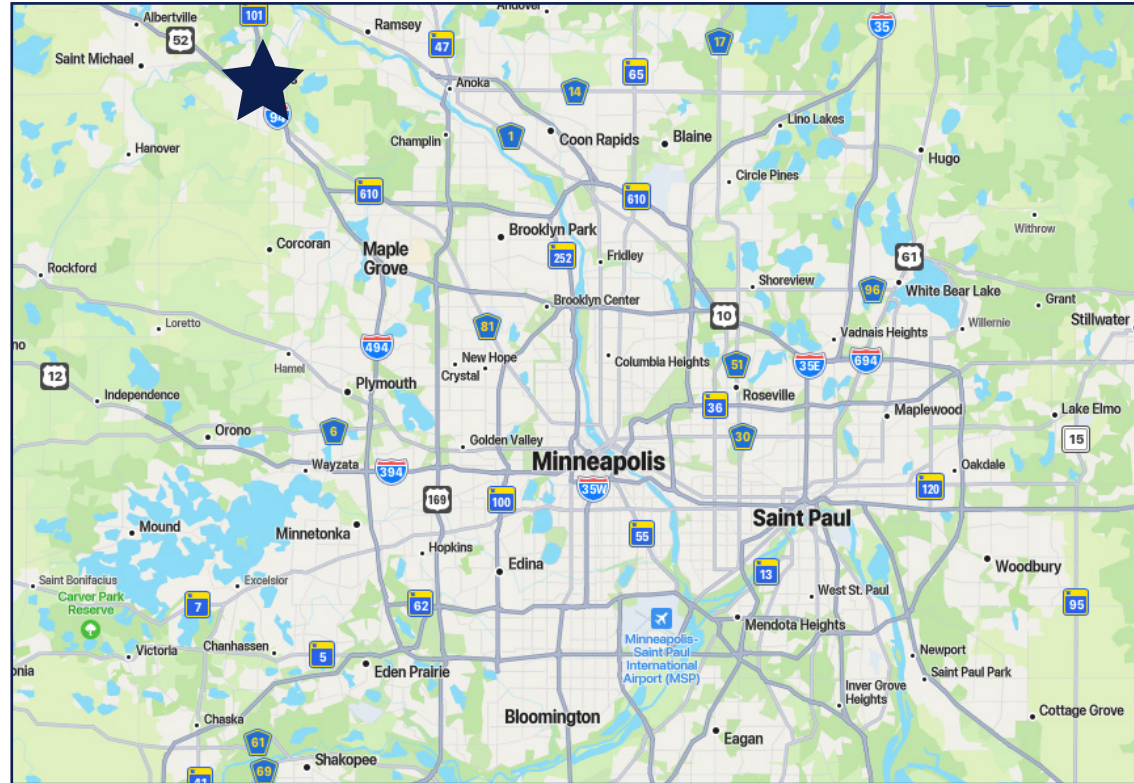 Albertville
101
Ramsey
Andover
35
52
47
17
Saint Michael
65
Anoka
14
94
Lino Lakes
Champlin
1
Coon Rapids
Blaine
Hanover
Hugo
Circle Pines
610
610
Withrow
Brooklyn Park
Corcoran
Maple
Grove
252
Fridley
61
Rockford
Shoreview
96
White Bear Lake
Brooklyn Center
Grant
10
Loretto
81
Willernie
Stillwater
Vadnais Heights
no
494
New Hope
Columbia Heights
51
35E
694
Hamel
Crystal
12
Plymouth
Roseville
Independence
36
Maplewood
Lake Elmo
6
30
15
Orono
Golden Valley
Wayzata
Minneapolis
394
Oakdale
35W
120
169
100
Saint Paul
Mound
Minnetonka
55
Hopkins
Edina
Woodbury
13
Saint Bonifacius
Excelsior
Carver Park
Reserve
West St. Paul
7
62
95
Mendota Heights
Minneapolis-
Saint Paul
International
Airport (MSP)
Victoria
Chanhassen
5
Newport
onia
Eden Prairie
Saint Paul Park
Inver Grove
Heights
Chaska
Bloomington
Cottage Grove
61
Eagan
Shakopee
69
41